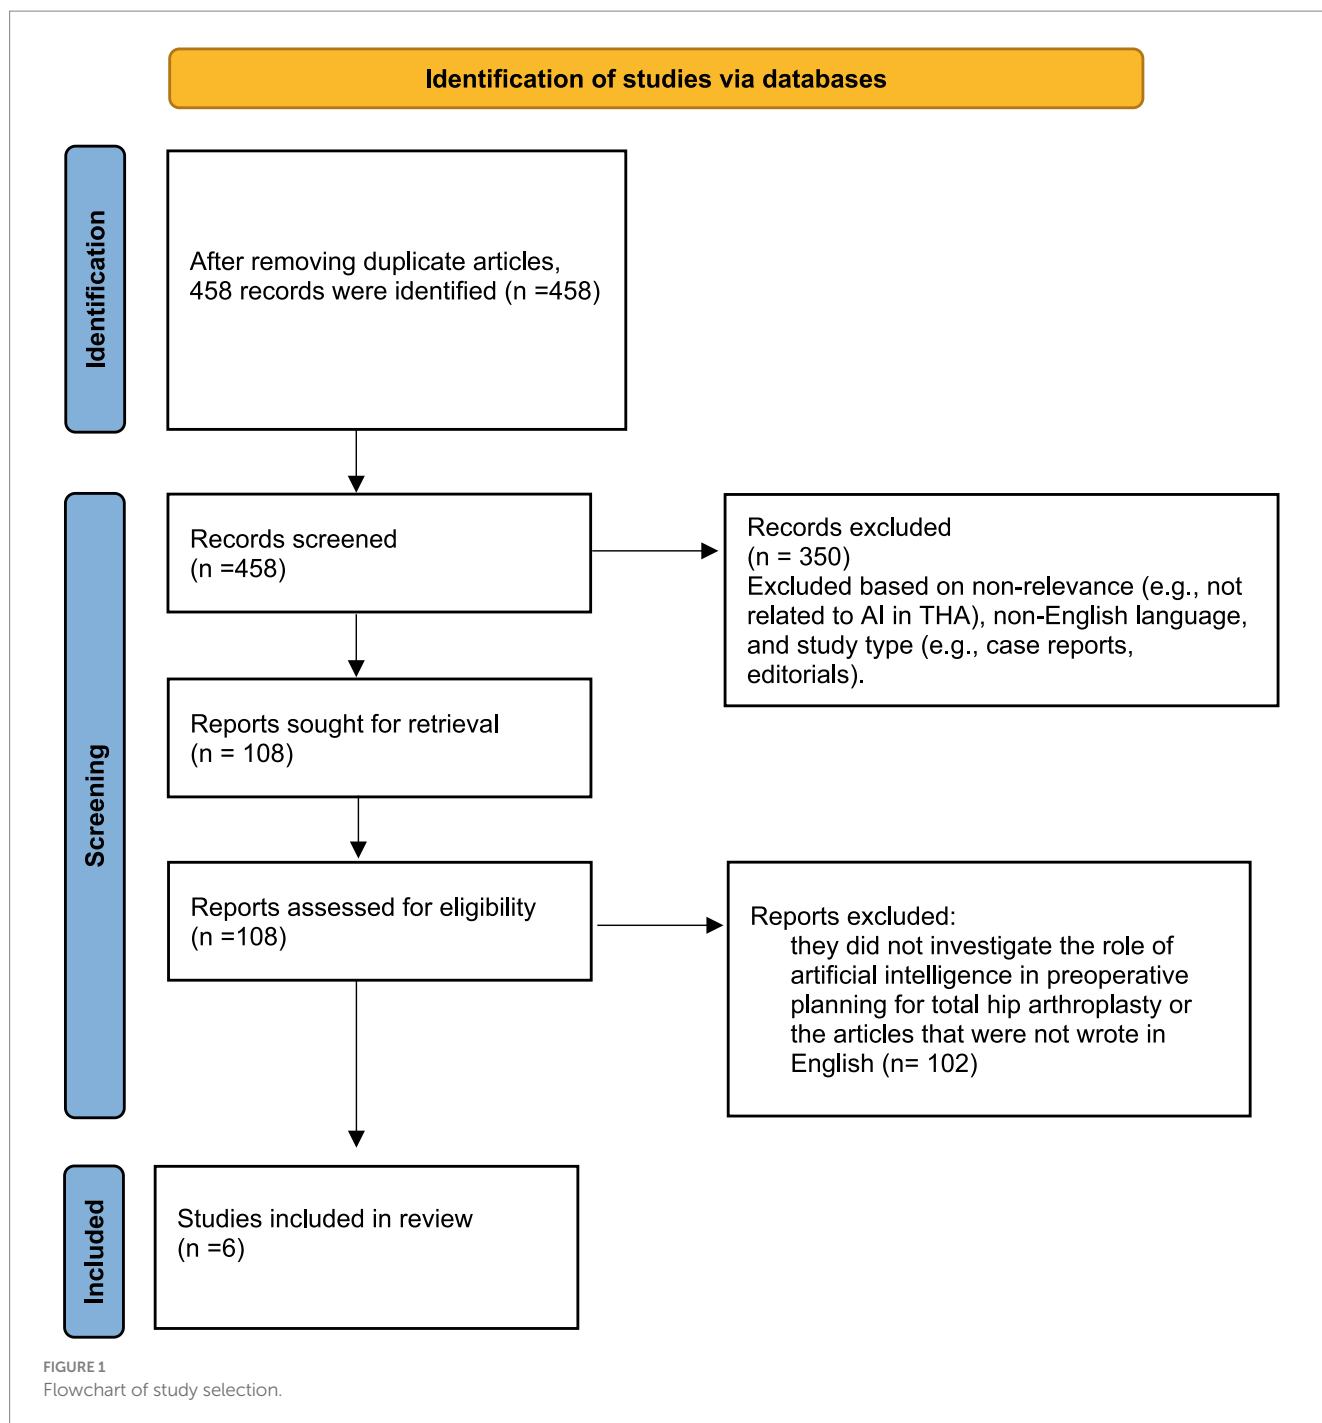 Identification of studies via databases
Identification
After removing duplicate articles,
458 records were identified (n =458)
Screening
Records screened
(n =458)
Records excluded
(n = 350)
Excluded based on non-relevance (e.g., not
related to AI in THA), non-English language,
and study type (e.g., case reports,
editorials).
Reports sought for retrieval
(n = 108)
Reports assessed for eligibility
(n =108)
Reports excluded:
they did not investigate the role of
artificial intelligence in preoperative
planning for total hip arthroplasty or
the articles that were not wrote in
English (n= 102)
Included
Studies included in review
(n =6)
FIGURE 1
Flowchart of study selection.